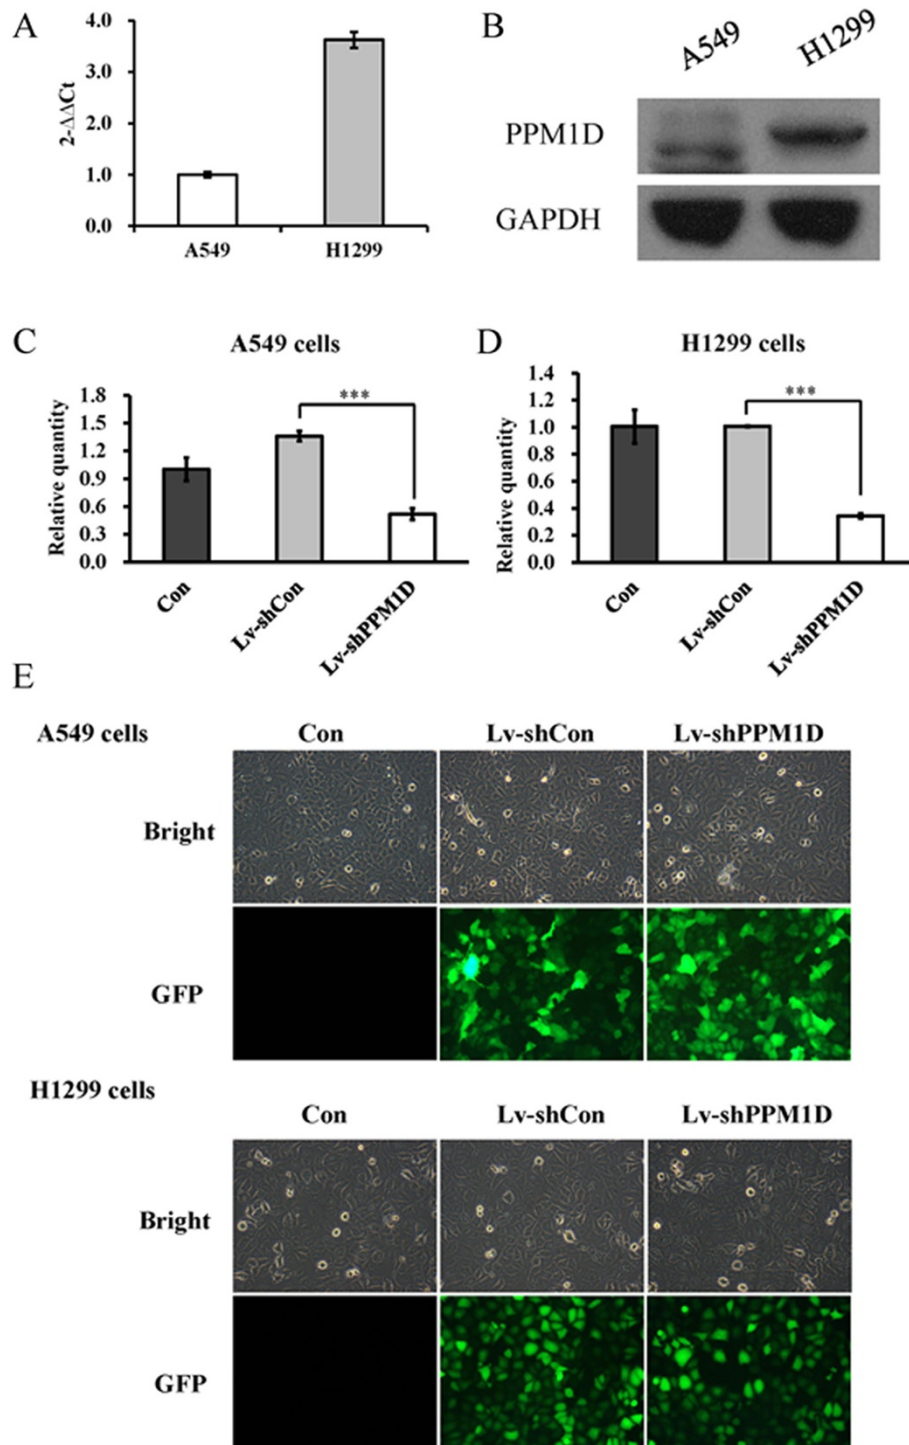 A
4.0
3.0
2.0
1.0
0.0
2-ΔΔCt
A549
H1299
B
A549
H1299
PPM1D
GAPDH
C
A549 cells
1.8
1.5
1.2
0.9
0.6
0.3
0.0
Relative quantity
***
Con
Lv-shCon
Lv-shPPM1D
D
H1299 cells
1.4
1.2
1.0
0.8
0.6
0.4
0.2
0.0
Relative quantity
***
Con
Lv-shCon
Lv-shPPM1D
E
A549 cells
Con
Lv-shCon
Lv-shPPM1D
Bright
GFP
H1299 cells
Con
Lv-shCon
Lv-shPPM1D
Bright
GFP